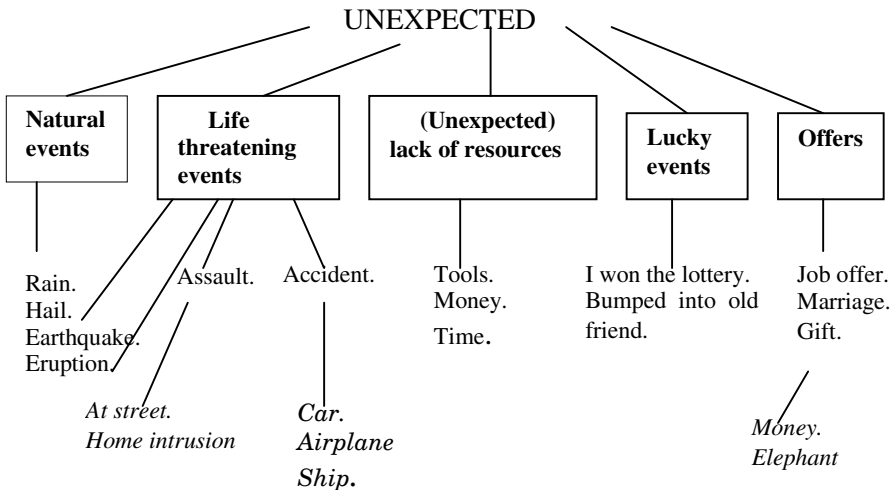 UNEXPECTED
Natural
events
Life
threatening
events
(Unexpected)
lack of resources
Lucky
events
Offers
Rain.
Hail.
Earthquake.
Eruption.
Assault.
Accident.
Tools.
Money.
Time.
I won the lottery.
Bumped into old
friend.
Job offer.
Marriage.
Gift.
At street.
Home intrusion
Car.
Airplane
Ship.
Money.
Elephant